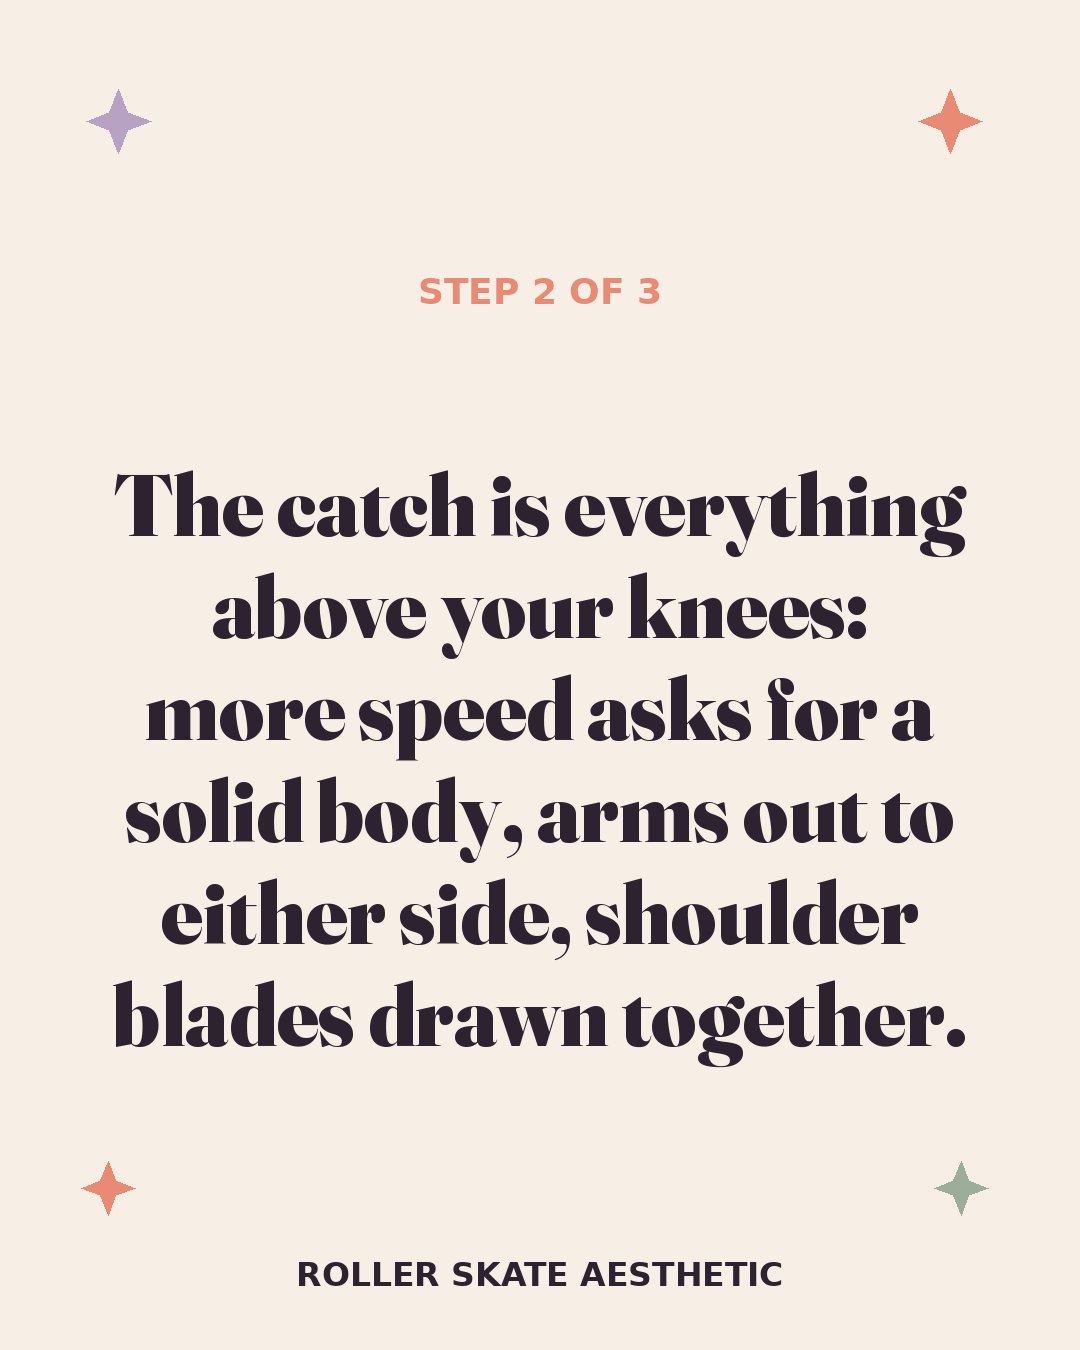 STEP 2 OF 3
The catch is everything
above your knees:
more speed asks for a
solid body, arms out to
either side, shoulder
blades drawn together.
ROLLER SKATE AESTHETIC